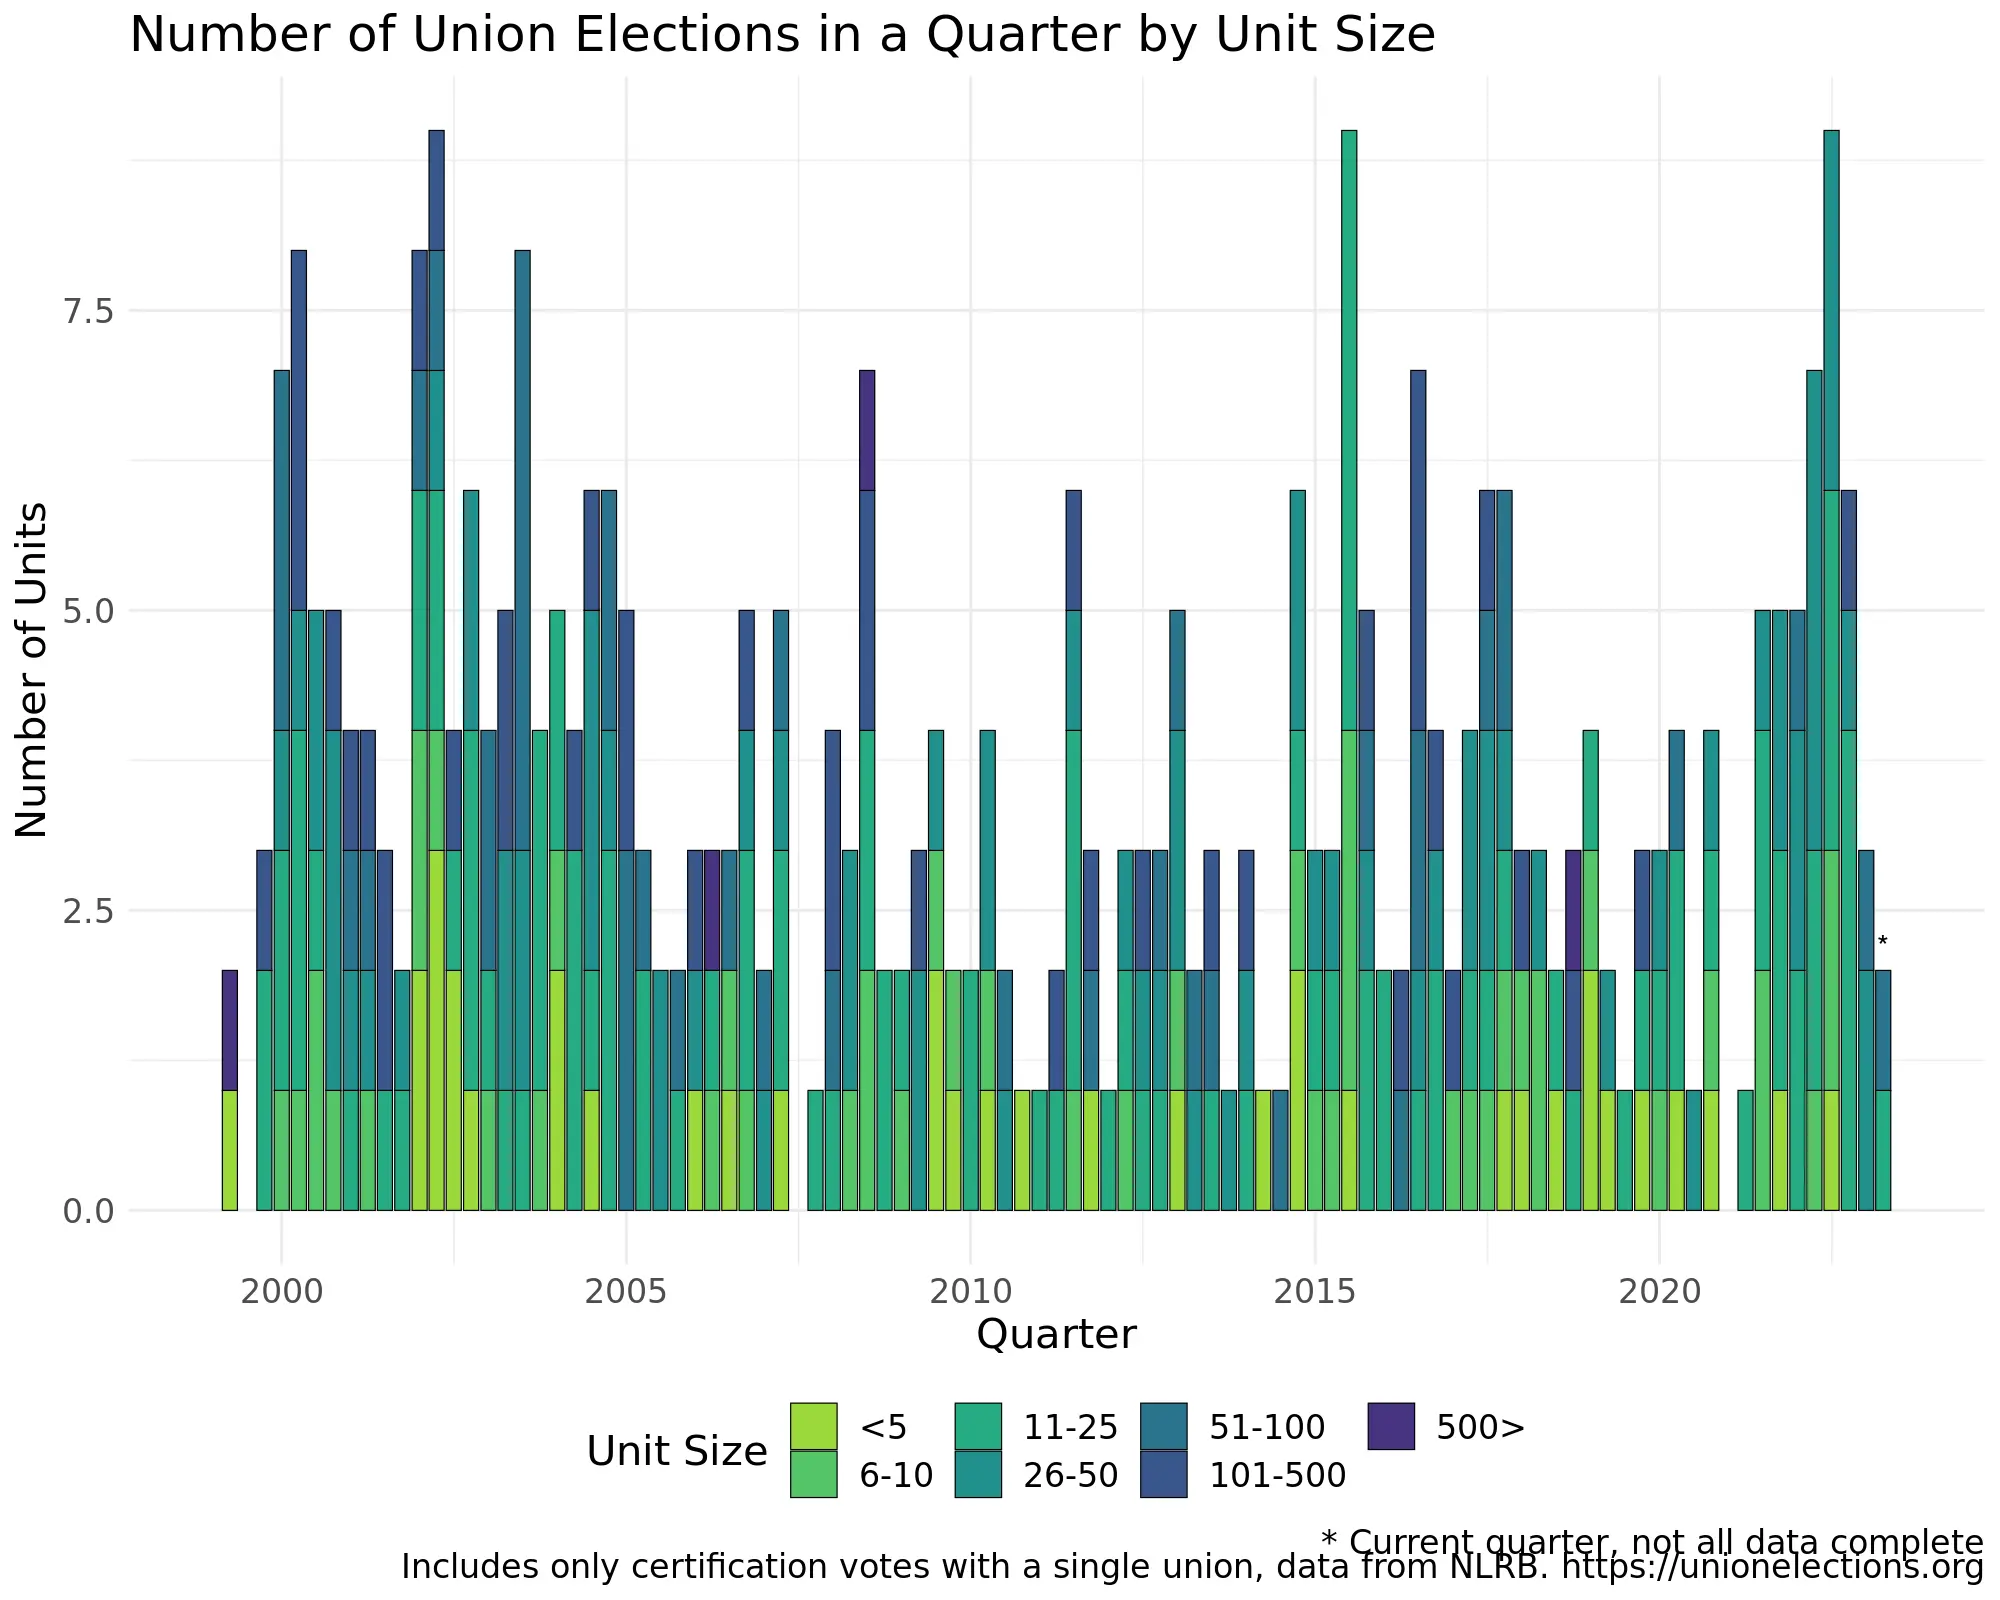 Number of Union Elections in a Quarter by Unit Size
Number of Units
7.5
5.0
2.5
0.0
*
2000 2005 2010 2015 2020
Quarter
Unit Size
<5 11-25 51-100 500>
6-10 26-50 101-500
* Current quarter, not all data complete
Includes only certification votes with a single union, data from NLRB. https://unionelections.org